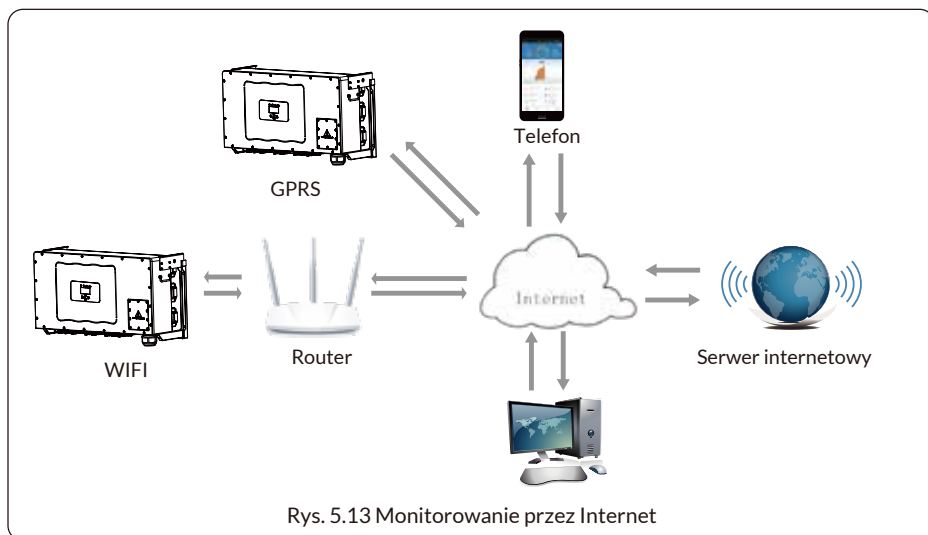 Telefon
GPRS
Internet
WIFI
Router
Serwer internetowy
Rys. 5.13 Monitorowanie przez Internet